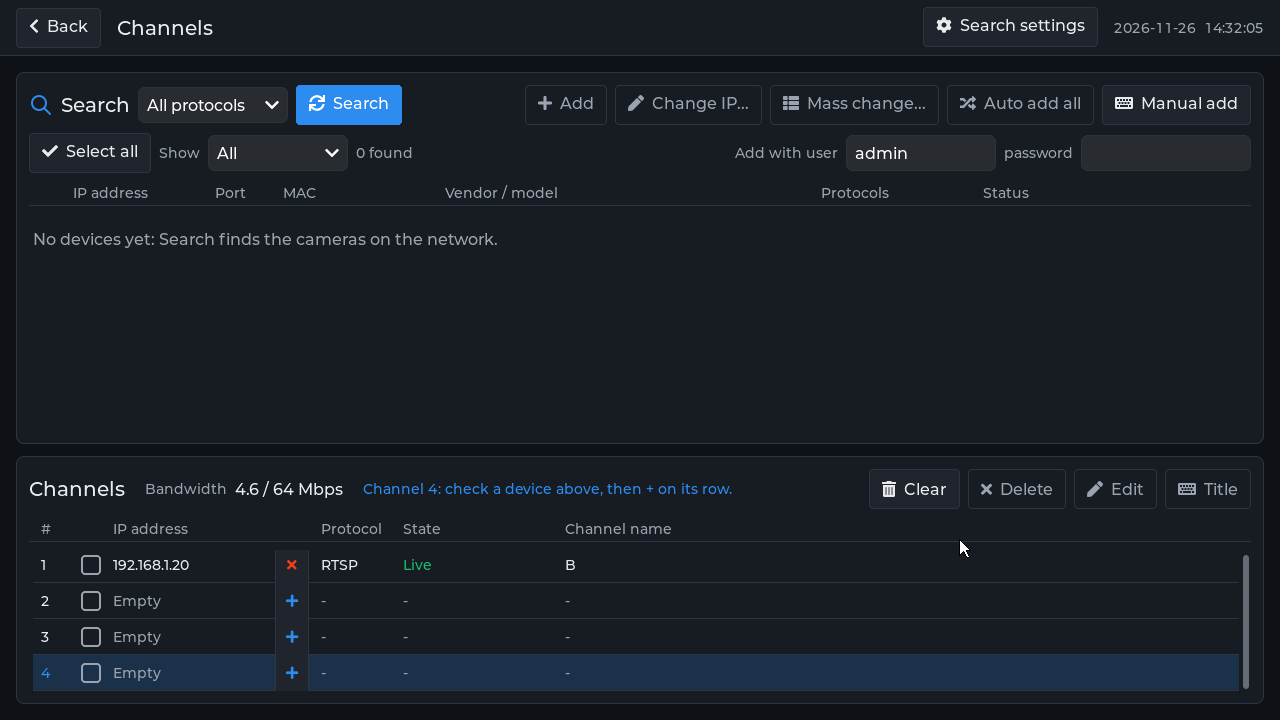 Back Channels Search settings 2026-11-26 14:32:05
Search All protocols Search Add Change IP... Mass change... Auto add all Manual add
Select all Show All 0 found Add with user admin password
IP address Port MAC Vendor / model Protocols Status
No devices yet: Search finds the cameras on the network.
Channels Bandwidth 4.6 / 64 Mbps Channel 4: check a device above, then + on its row. Clear Delete Edit Title
# IP address Protocol State Channel name
1 192.168.1.20 RTSP Live B
2 Empty + - - -
3 Empty + - - -
4 Empty + - - -